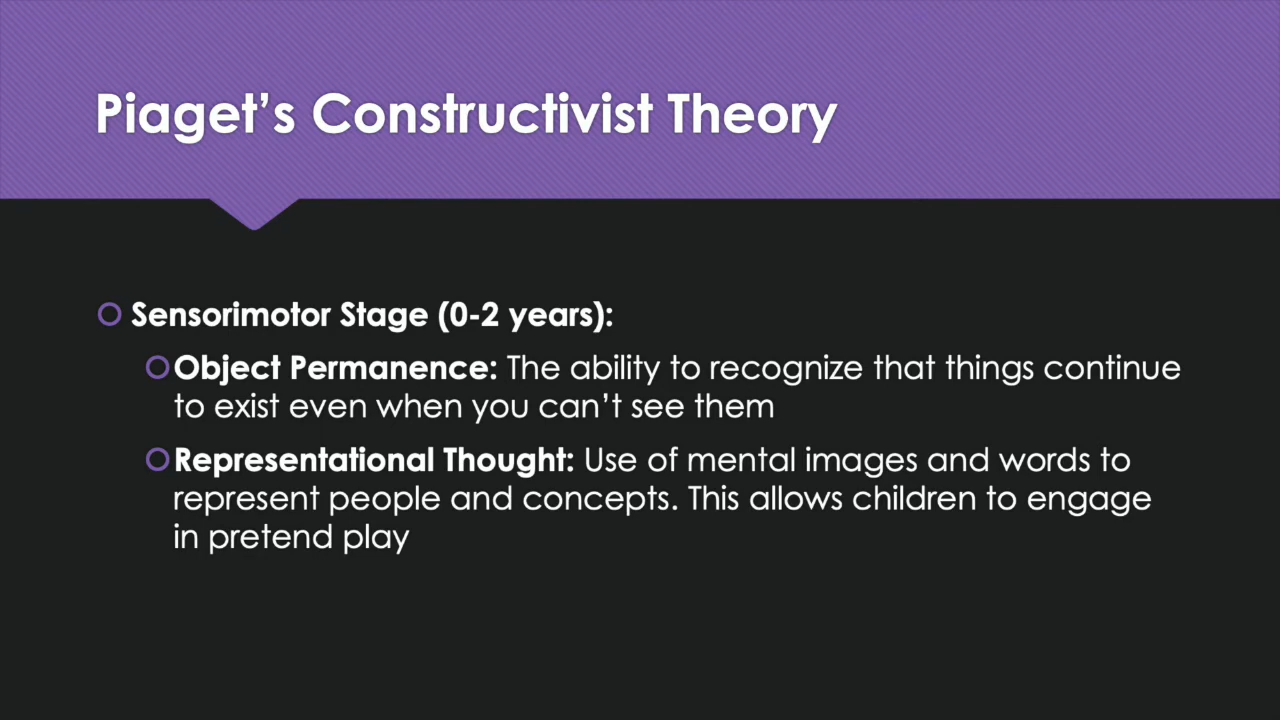 Piaget’s Constructivist Theory
Sensorimotor Stage (0-2 years):
Object Permanence: The ability to recognize that things continue
to exist even when you can’t see them
Representational Thought: Use of mental images and words to
represent people and concepts. This allows children to engage
in pretend play